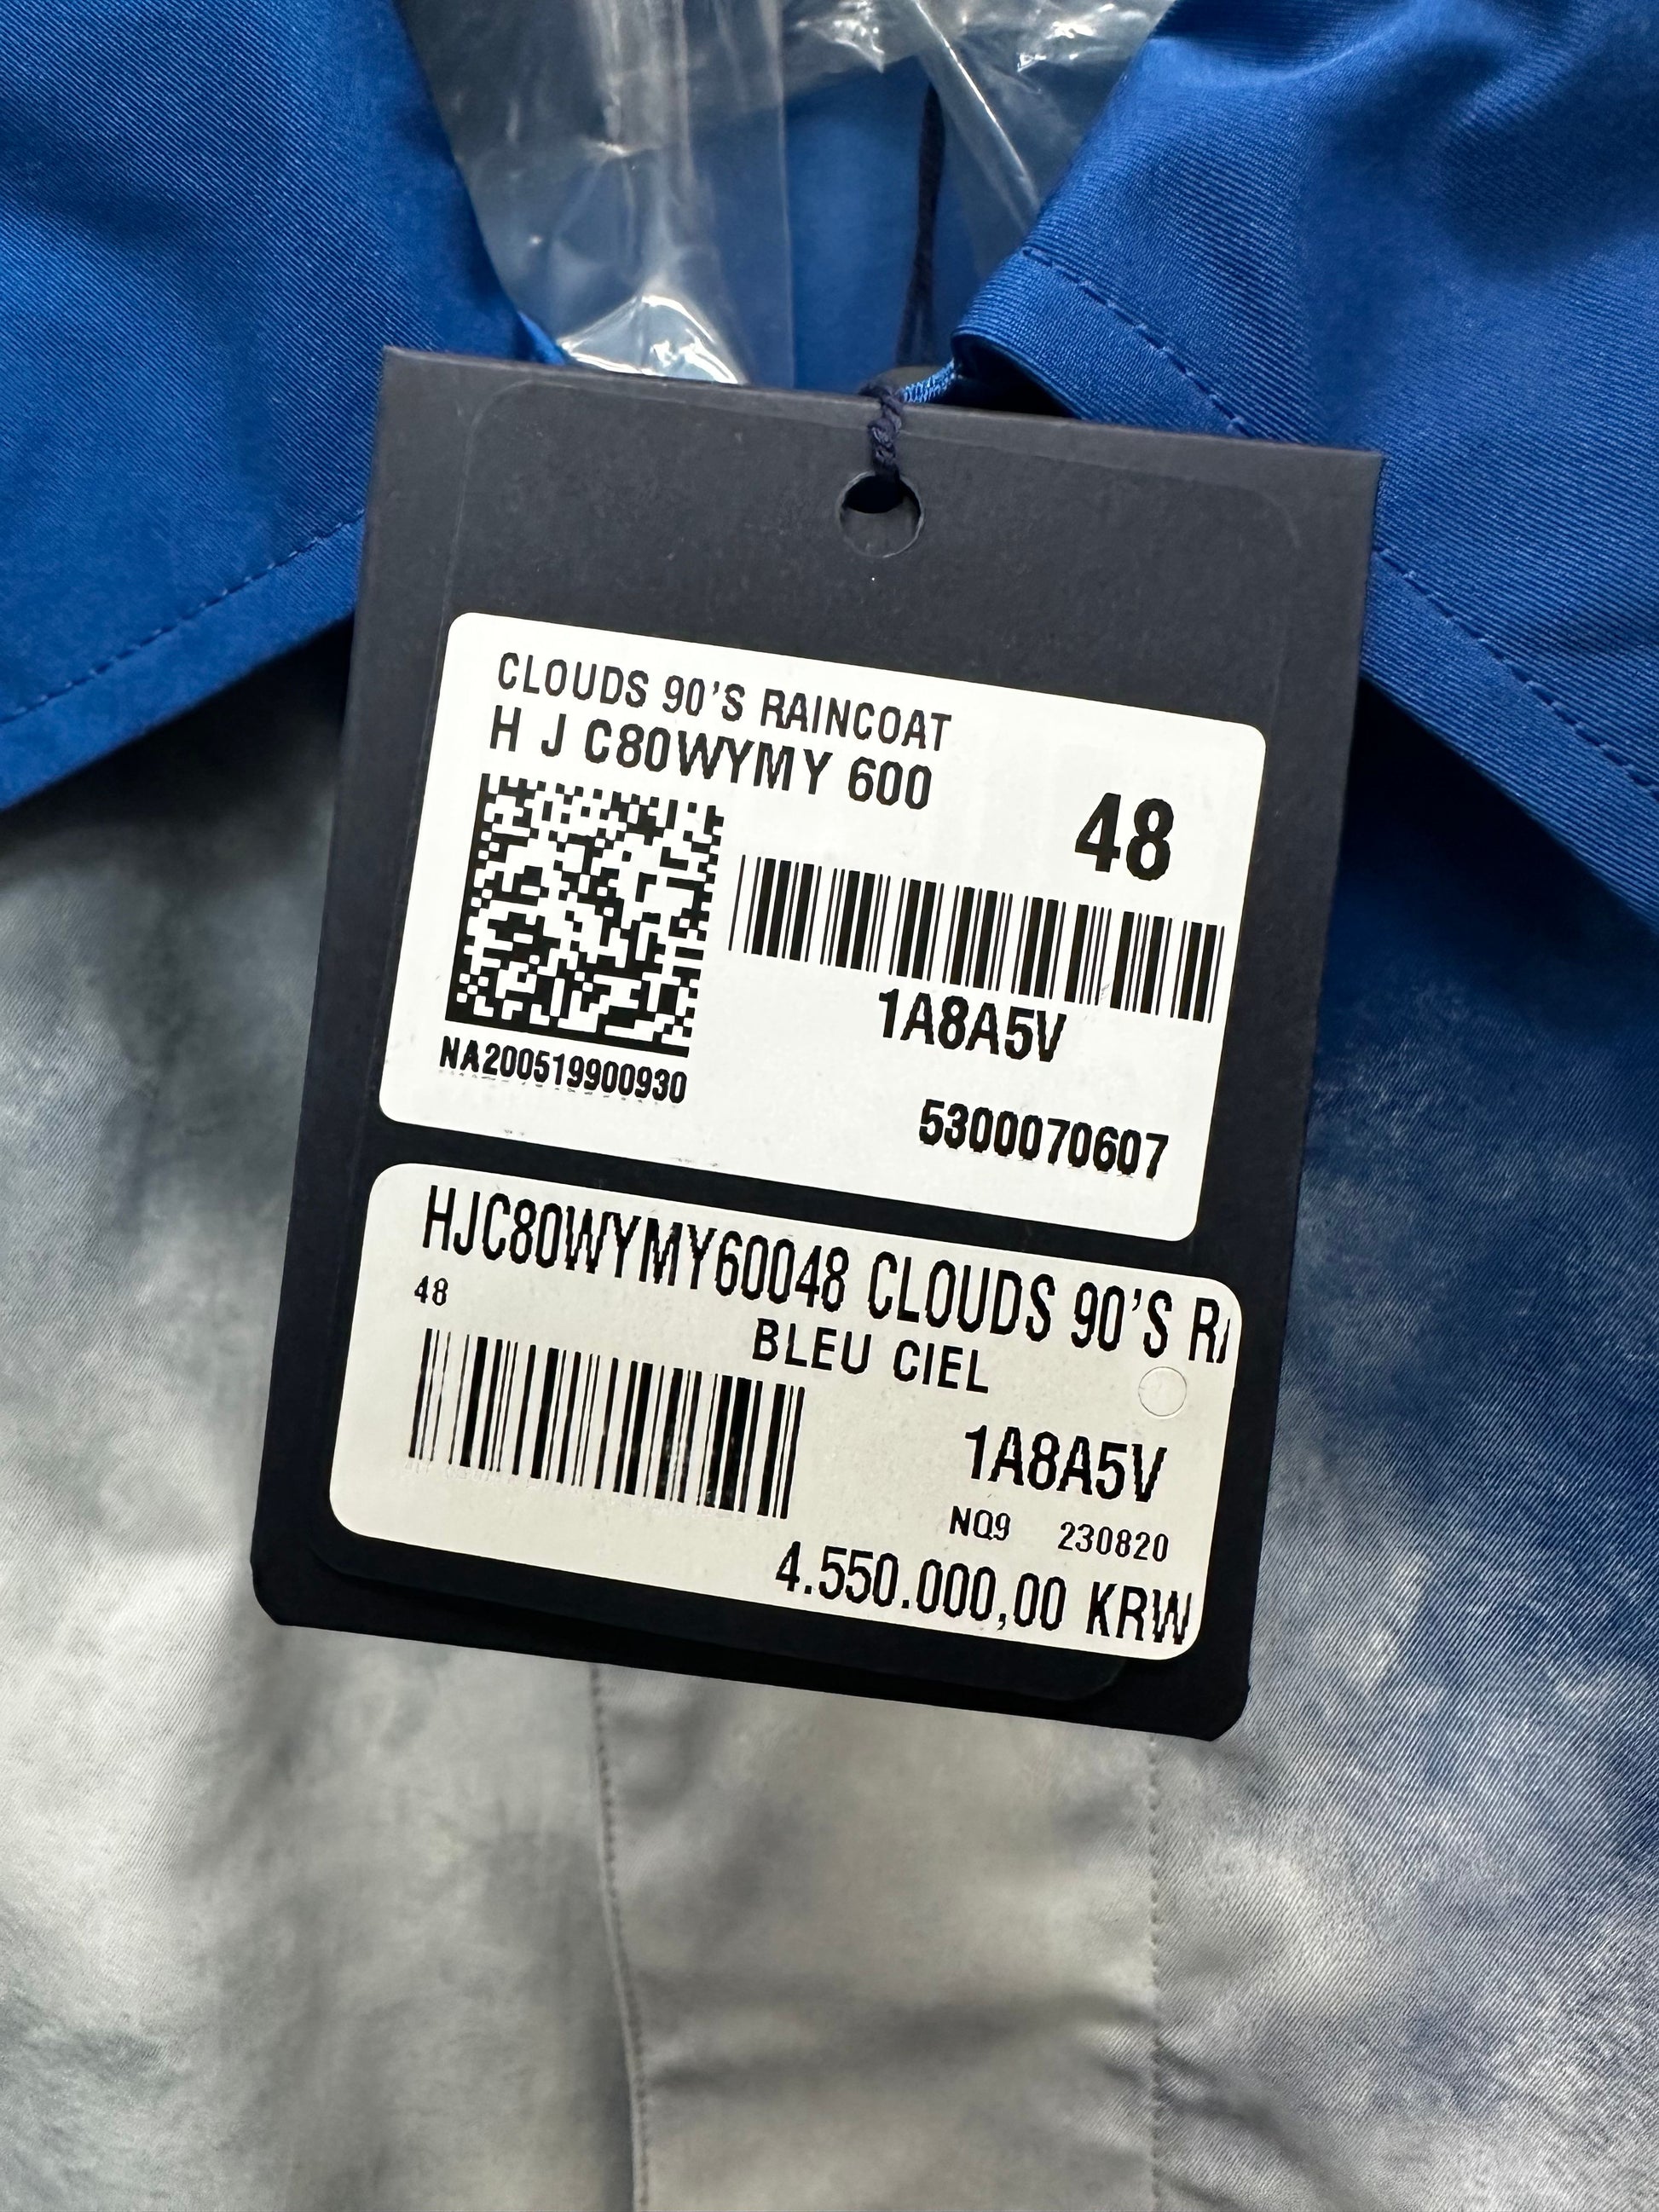 CLOUDS 90'S RAINCOAT
H J C80WYMY 600
48
1A8A5V
NA200519900930
5300070607
HJC80WYMY60048 CLOUDS 90'S
48
BLEU CIEL
1A8A5V
NQ9 230820
4.550.000,00 KRW